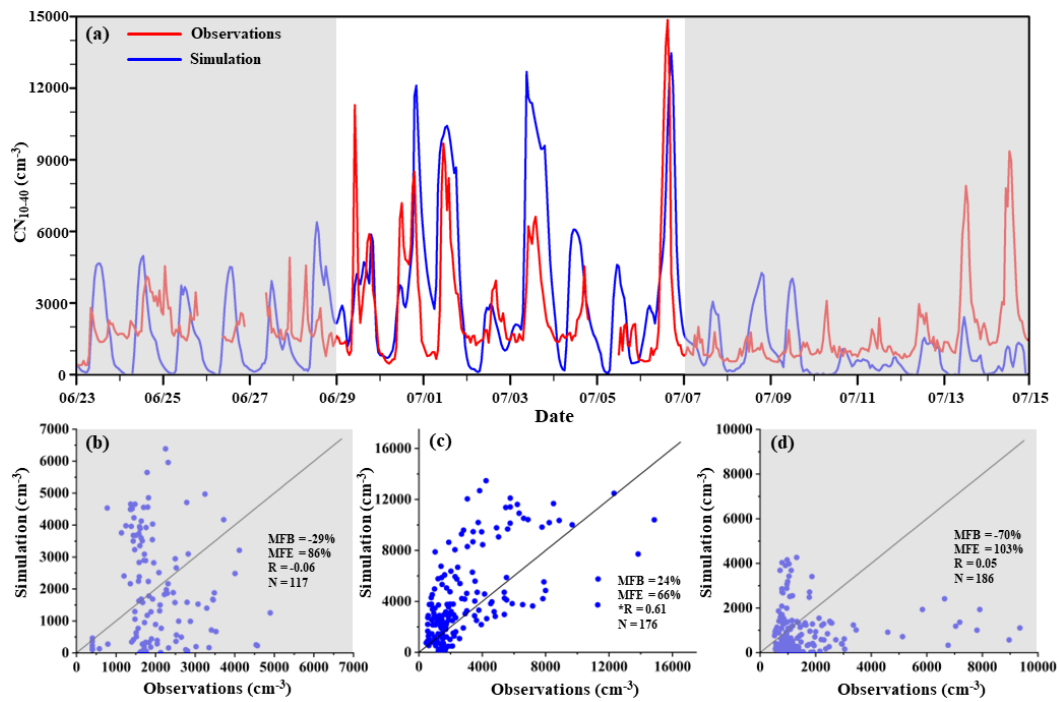 (a)
Observations
Simulation
CN10-40 (cm-3)
15000
12000
9000
6000
3000
0
06/23 06/25 06/27 06/29 07/01 07/03 07/05 07/07 07/09 07/11 07/13 07/15
Date
(b)
Simulation (cm-3)
7000
6000
5000
4000
3000
2000
1000
0
MFB = -29%
MFE = 86%
R = -0.06
N = 117
0 1000 2000 3000 4000 5000 6000 7000
Observations (cm-3)
(c)
Simulation (cm-3)
16000
12000
8000
4000
0
MFB = 24%
MFE = 66%
*R = 0.61
N = 176
0 4000 8000 12000 16000
Observations (cm-3)
(d)
Simulation (cm-3)
10000
8000
6000
4000
2000
0
MFB = -70%
MFE = 103%
R = 0.05
N = 186
0 2000 4000 6000 8000 10000
Observations (cm-3)